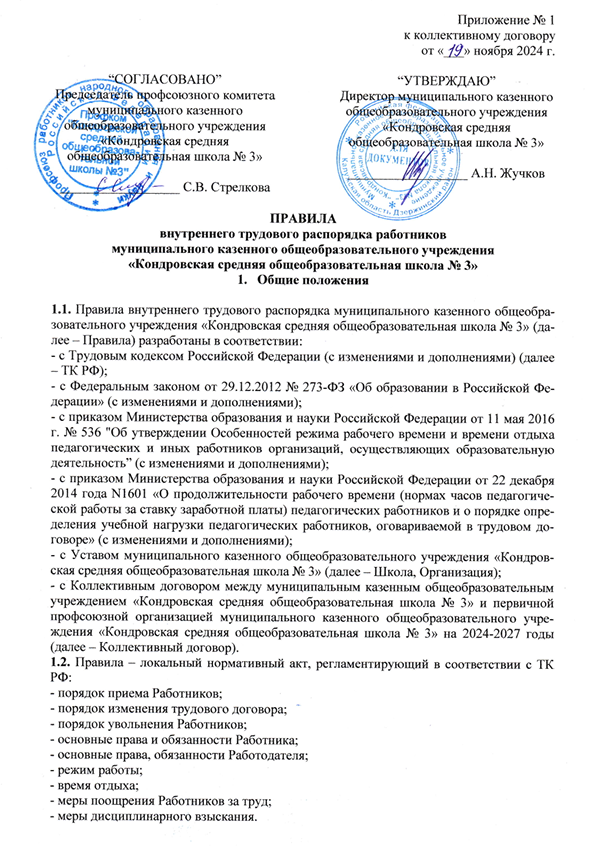 Приложение № 1
к коллективному договору
от «19» ноября 2024 г.
“СОГЛАСОВАНО”
Председатель профсоюзного комитета
муниципального казенного
общеобразовательного учреждения
«Кондровская средняя
общеобразовательная школа № 3»
С.В. Стрелкова
“УТВЕРЖДАЮ”
Директор муниципального казенного
общеобразовательного учреждения
«Кондровская средняя
общеобразовательная школа № 3»
А.Н. Жучков
ПРАВИЛА
внутреннего трудового распорядка работников
муниципального казенного общеобразовательного учреждения
«Кондровская средняя общеобразовательная школа № 3»
1. Общие положения
1.1. Правила внутреннего трудового распорядка муниципального казенного общеобра-
зовательного учреждения «Кондровская средняя общеобразовательная школа № 3» (да-
лее – Правила) разработаны в соответствии:
- с Трудовым кодексом Российской Федерации (с изменениями и дополнениями) (далее
– ТК РФ);
- с Федеральным законом от 29.12.2012 № 273-ФЗ «Об образовании в Российской Фе-
дерации» (с изменениями и дополнениями);
- с приказом Министерства образования и науки Российской Федерации от 11 мая 2016
г. № 536 "Об утверждении Особенностей режима рабочего времени и времени отдыха
педагогических и иных работников организаций, осуществляющих образовательную
деятельность” (с изменениями и дополнениями);
- с приказом Министерства образования и науки Российской Федерации от 22 декабря
2014 года N1601 «О продолжительности рабочего времени (нормах часов педагогиче-
ской работы за ставку заработной платы) педагогических работников и о порядке опре-
деления учебной нагрузки педагогических работников, оговариваемой в трудовом до-
говоре» (с изменениями и дополнениями);
- с Уставом муниципального казенного общеобразовательного учреждения «Кондров-
ская средняя общеобразовательная школа № 3» (далее – Школа, Организация);
- с Коллективным договором между муниципальным казенным общеобразовательным
учреждением «Кондровская средняя общеобразовательная школа № 3» и первичной
профсоюзной организацией муниципального казенного общеобразовательного учре-
ждения «Кондровская средняя общеобразовательная школа № 3» на 2024-2027 годы
(далее – Коллективный договор).
1.2. Правила – локальный нормативный акт, регламентирующий в соответствии с ТК
РФ:
- порядок приема Работников;
- порядок изменения трудового договора;
- порядок увольнения Работников;
- основные права и обязанности Работника;
- основные права, обязанности Работодателя;
- режим работы;
- время отдыха;
- меры поощрения Работников за труд;
- меры дисциплинарного взыскания.
Профком
средней
общеобразова-
тельной
школы №3"
ДЛЯ
ДОКУМЕН